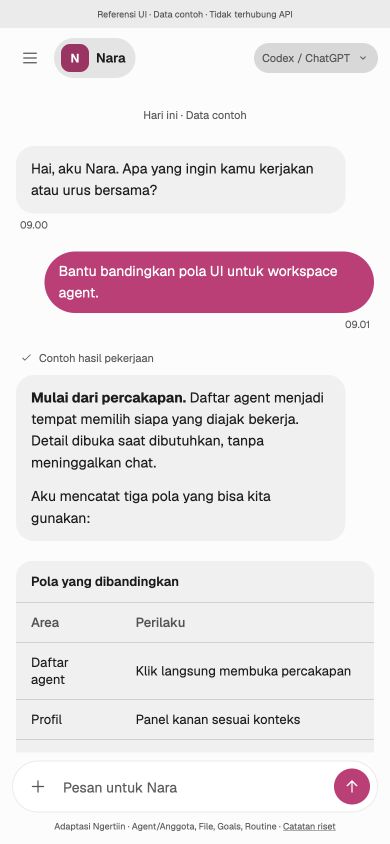 Referensi UI · Data contoh · Tidak terhubung API
N Nara
Codex / ChatGPT
Hari ini · Data contoh
Hai, aku Nara. Apa yang ingin kamu kerjakan
atau urus bersama?
09.00
Bantu bandingkan pola UI untuk workspace
agent.
09.01
Contoh hasil pekerjaan
Mulai dari percakapan. Daftar agent menjadi
tempat memilih siapa yang diajak bekerja.
Detail dibuka saat dibutuhkan, tanpa
meninggalkan chat.
Aku mencatat tiga pola yang bisa kita
gunakan:
Pola yang dibandingkan
Area Perilaku
Daftar
agent
Klik langsung membuka percakapan
Profil Panel kanan sesuai konteks
Pesan untuk Nara
Adaptasi Ngertiin · Agent/Anggota, File, Goals, Routine · Catatan riset